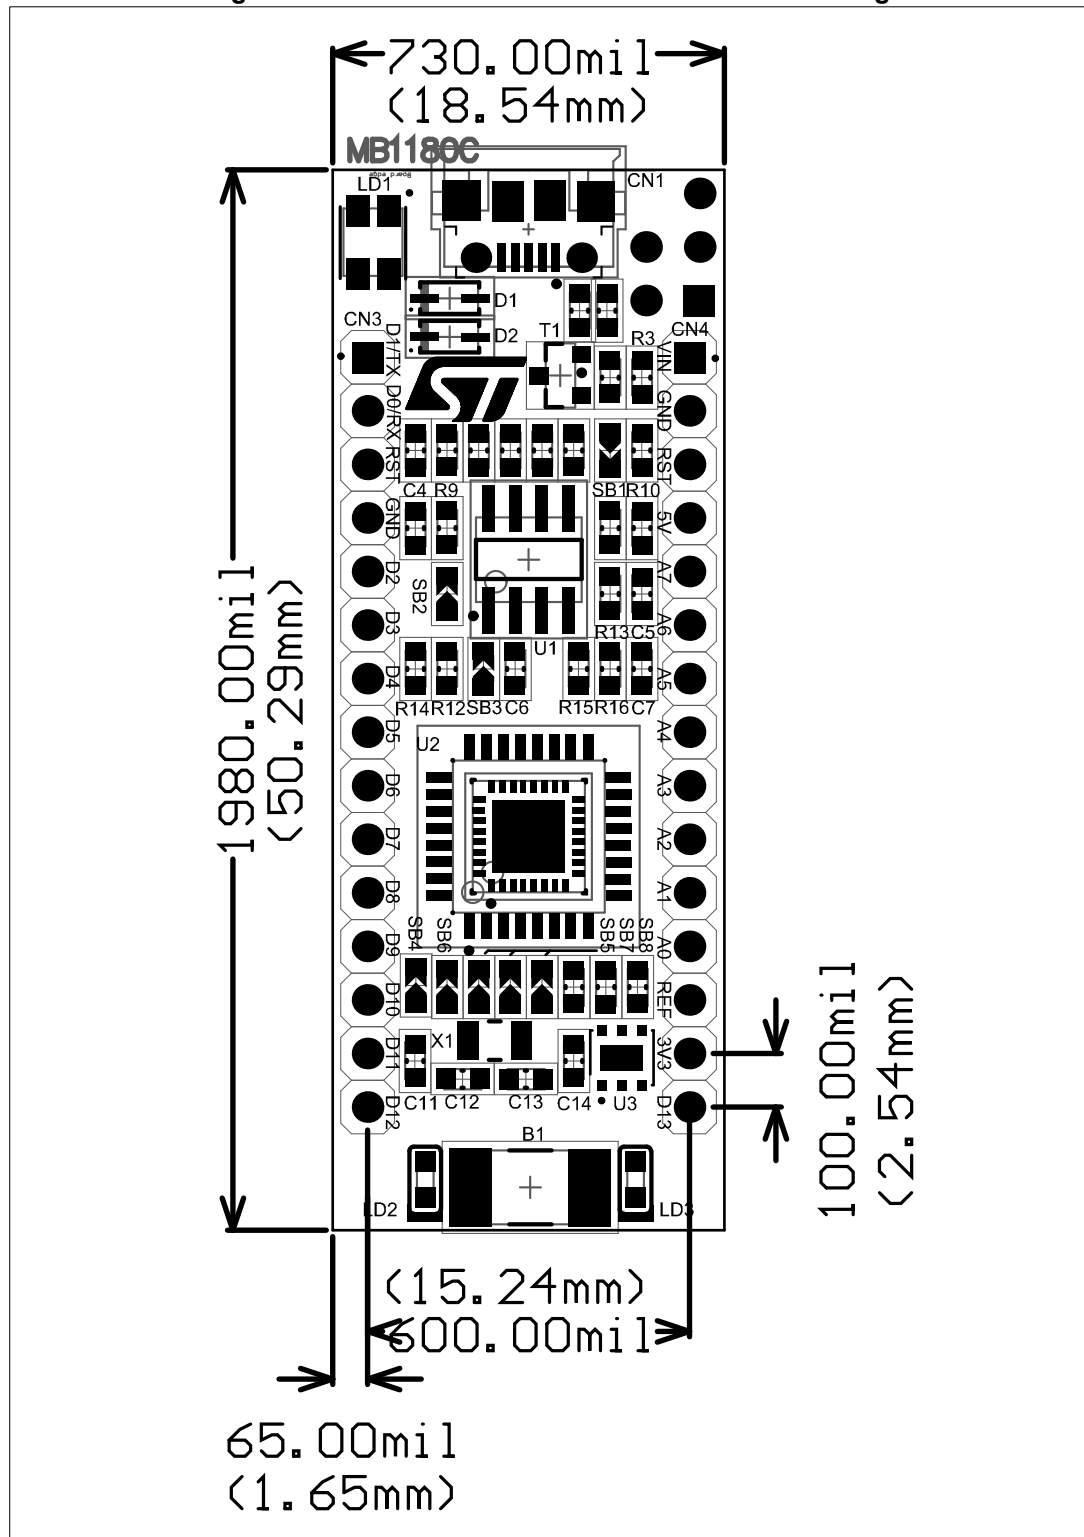 730.00mil
(18.54mm)
MB1180C
Board edge
LD1
CN1
D1
D2
CN3
T1
R3
CN4
D1/TX
VIN
D0/RX
GND
RST
RST
C4
R9
SB1
R10
GND
5V
D2
SB2
A7
D3
R13
C5
A6
U1
D4
A5
R14
R12
SB3
C6
R15
R16
C7
D5
A4
U2
D6
A3
D7
A2
D8
A1
SB4
SB6
SB5
SB7
SB8
D9
A0
D10
REF
X1
D11
3V3
C11
C12
C13
C14
U3
D12
D13
B1
LD2
LD3
1980.00mil
(50.29mm)
100.00mil
(2.54mm)
(15.24mm)
600.00mil
65.00mil
(1.65mm)
ST